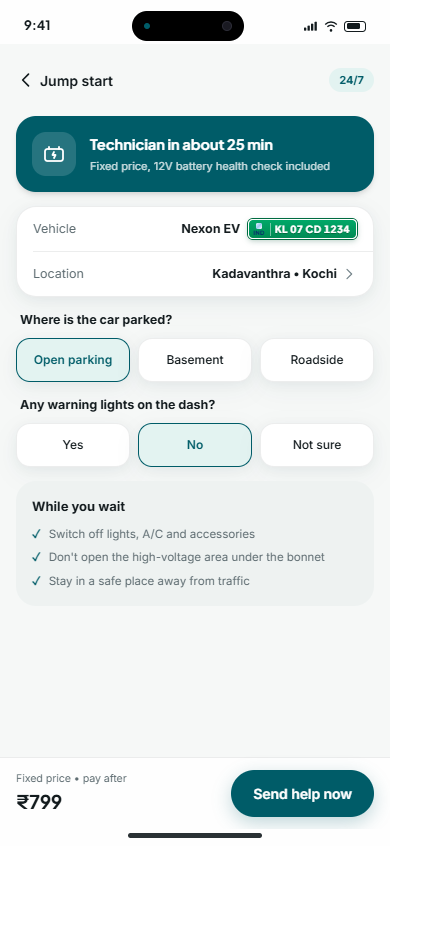 9:41
Jump start
24/7
Technician in about 25 min
Fixed price, 12V battery health check included
Vehicle
Nexon EV
IND
KL 07 CD 1234
Location
Kadavanthra • Kochi
Where is the car parked?
Open parking
Basement
Roadside
Any warning lights on the dash?
Yes
No
Not sure
While you wait
✓ Switch off lights, A/C and accessories
✓ Don't open the high-voltage area under the bonnet
✓ Stay in a safe place away from traffic
Fixed price • pay after
₹799
Send help now